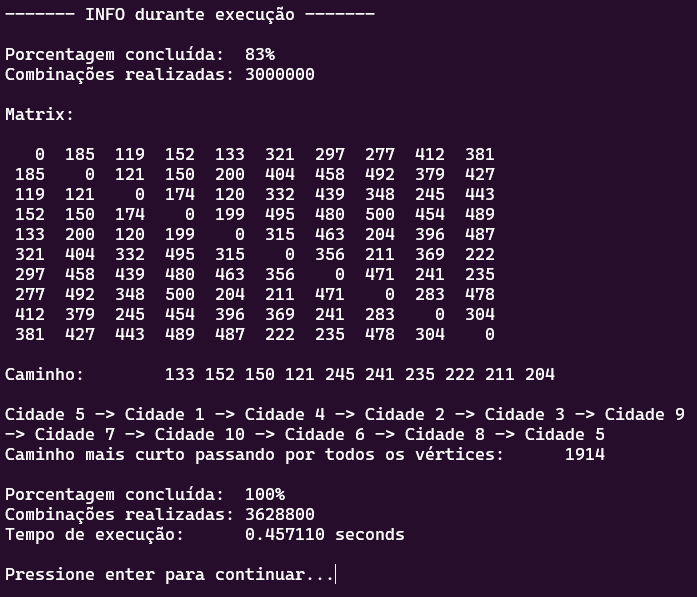 ------- INFO durante execução -------
Porcentagem concluída:  83%
Combinações realizadas: 3000000
Matrix:
   0  185  119  152  133  321  297  277  412  381
 185    0  121  150  200  404  458  492  379  427
 119  121    0  174  120  332  439  348  245  443
 152  150  174    0  199  495  480  500  454  489
 133  200  120  199    0  315  463  204  396  487
 321  404  332  495  315    0  356  211  369  222
 297  458  439  480  463  356    0  471  241  235
 277  492  348  500  204  211  471    0  283  478
 412  379  245  454  396  369  241  283    0  304
 381  427  443  489  487  222  235  478  304    0
Caminho:        133 152 150 121 245 241 235 222 211 204
Cidade 5 -> Cidade 1 -> Cidade 4 -> Cidade 2 -> Cidade 3 -> Cidade 9
-> Cidade 7 -> Cidade 10 -> Cidade 6 -> Cidade 8 -> Cidade 5
Caminho mais curto passando por todos os vértices:      1914
Porcentagem concluída:  100%
Combinações realizadas: 3628800
Tempo de execução:      0.457110 seconds
Pressione enter para continuar...